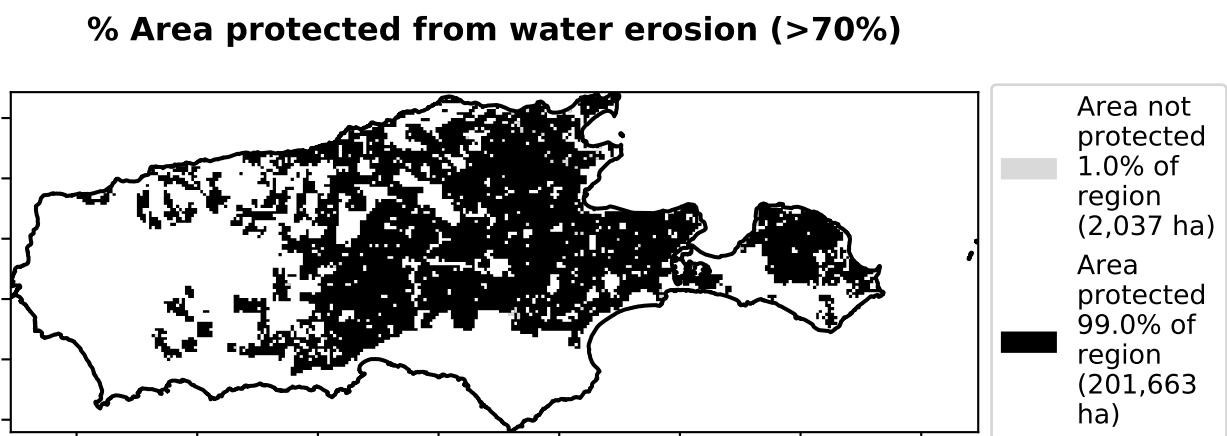 % Area protected from water erosion (>70%)
Area not
protected
1.0% of
region
(2,037 ha)
Area
protected
99.0% of
region
(201,663
ha)